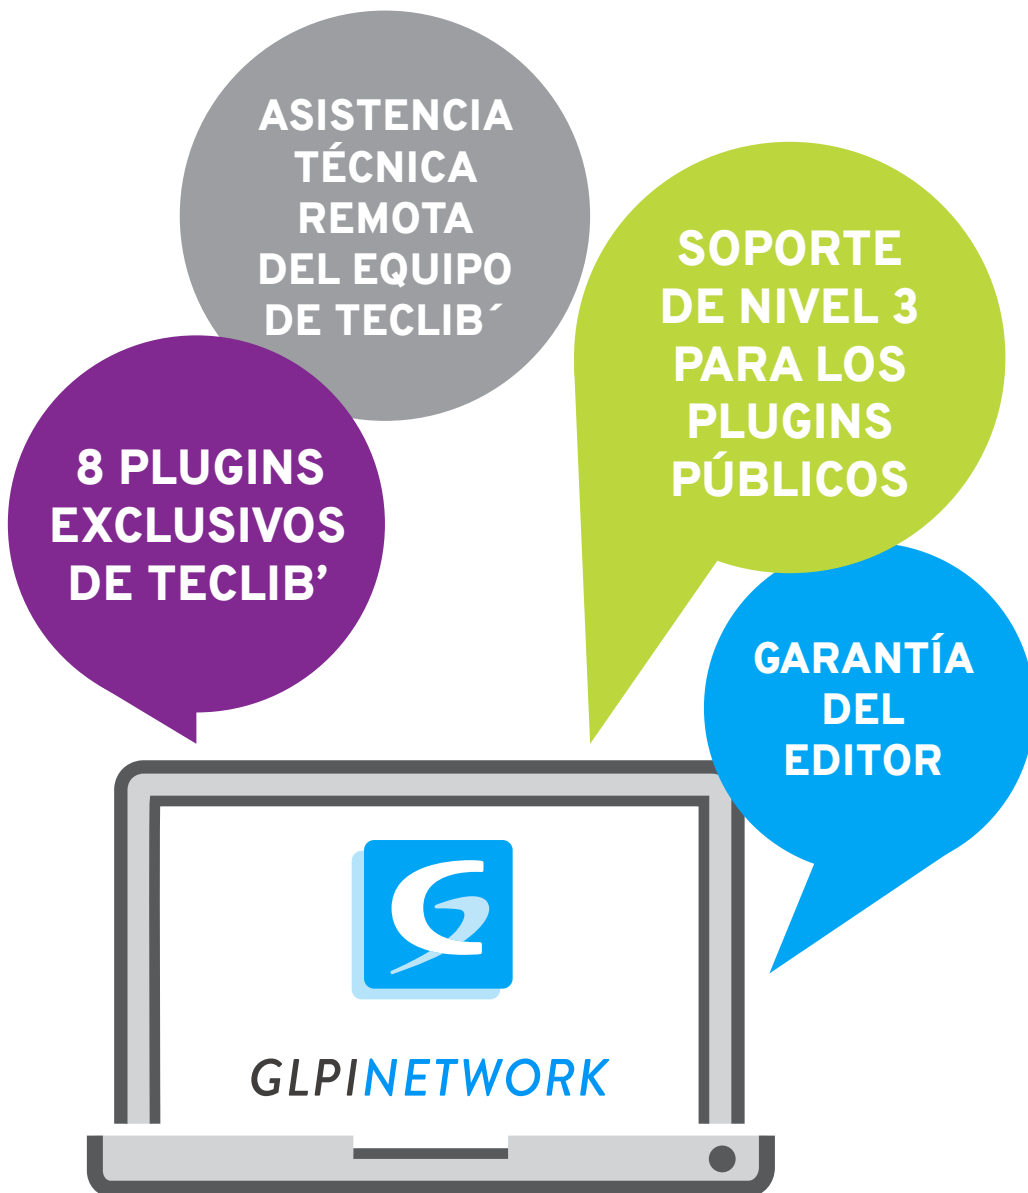 ASISTENCIA
TÉCNICA
REMOTA
DEL EQUIPO
DE TECLIB´
SOPORTE
DE NIVEL 3
PARA LOS
PLUGINS
PÚBLICOS
8 PLUGINS
EXCLUSIVOS
DE TECLIB’
GARANTÍA
DEL
EDITOR
GLPINETWORK